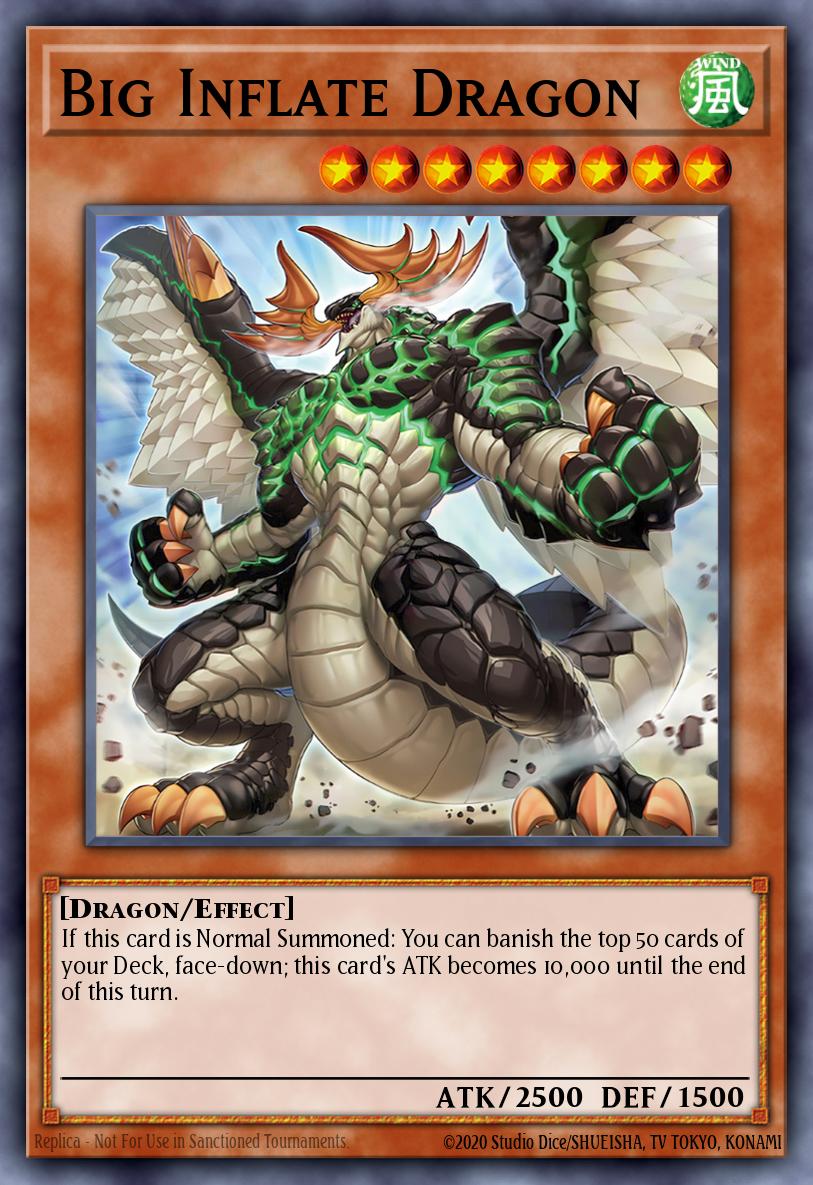 Big Inflate Dragon
WIND
風
[Dragon/Effect]
If this card is Normal Summoned: You can banish the top 50 cards of
your Deck, face-down; this card's ATK becomes 10,000 until the end
of this turn.
ATK/2500 DEF/1500
Replica - Not For Use in Sanctioned Tournaments.
©2020 Studio Dice/SHUEISHA, TV TOKYO, KONAMI